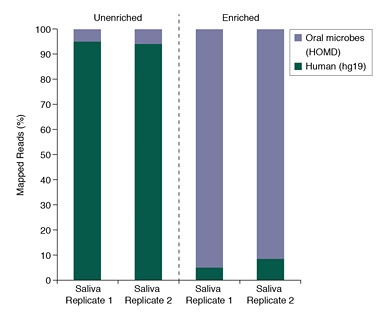 Unenriched
Enriched
Oral microbes
(HOMD)
Human (hg19)
Mapped Reads (%)
100
90
80
70
60
50
40
30
20
10
0
Saliva
Replicate 1
Saliva
Replicate 2
Saliva
Replicate 1
Saliva
Replicate 2